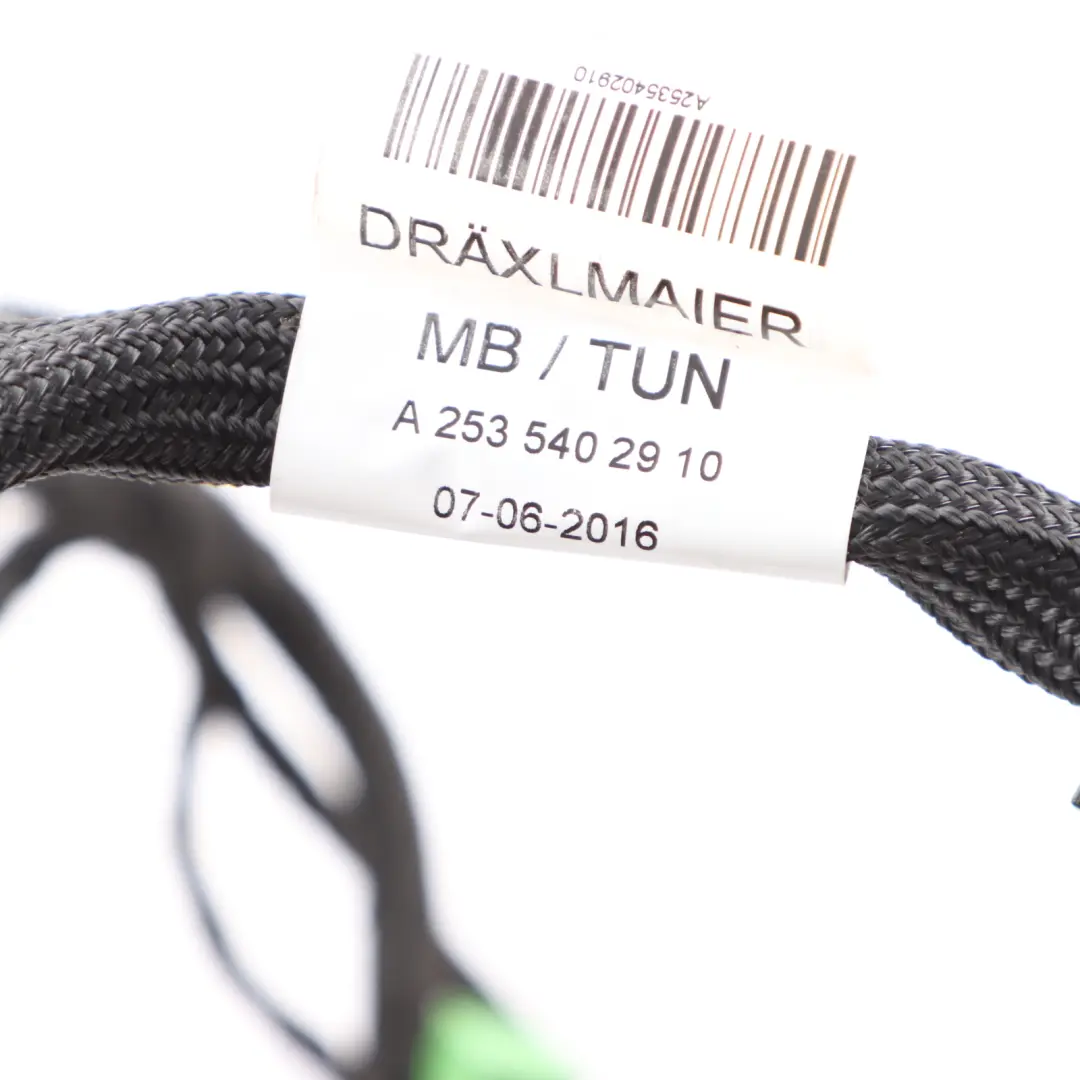 A2535402910
DRÄXLMAIER
MB / TUN
A 253 540 29 10
07-06-2016